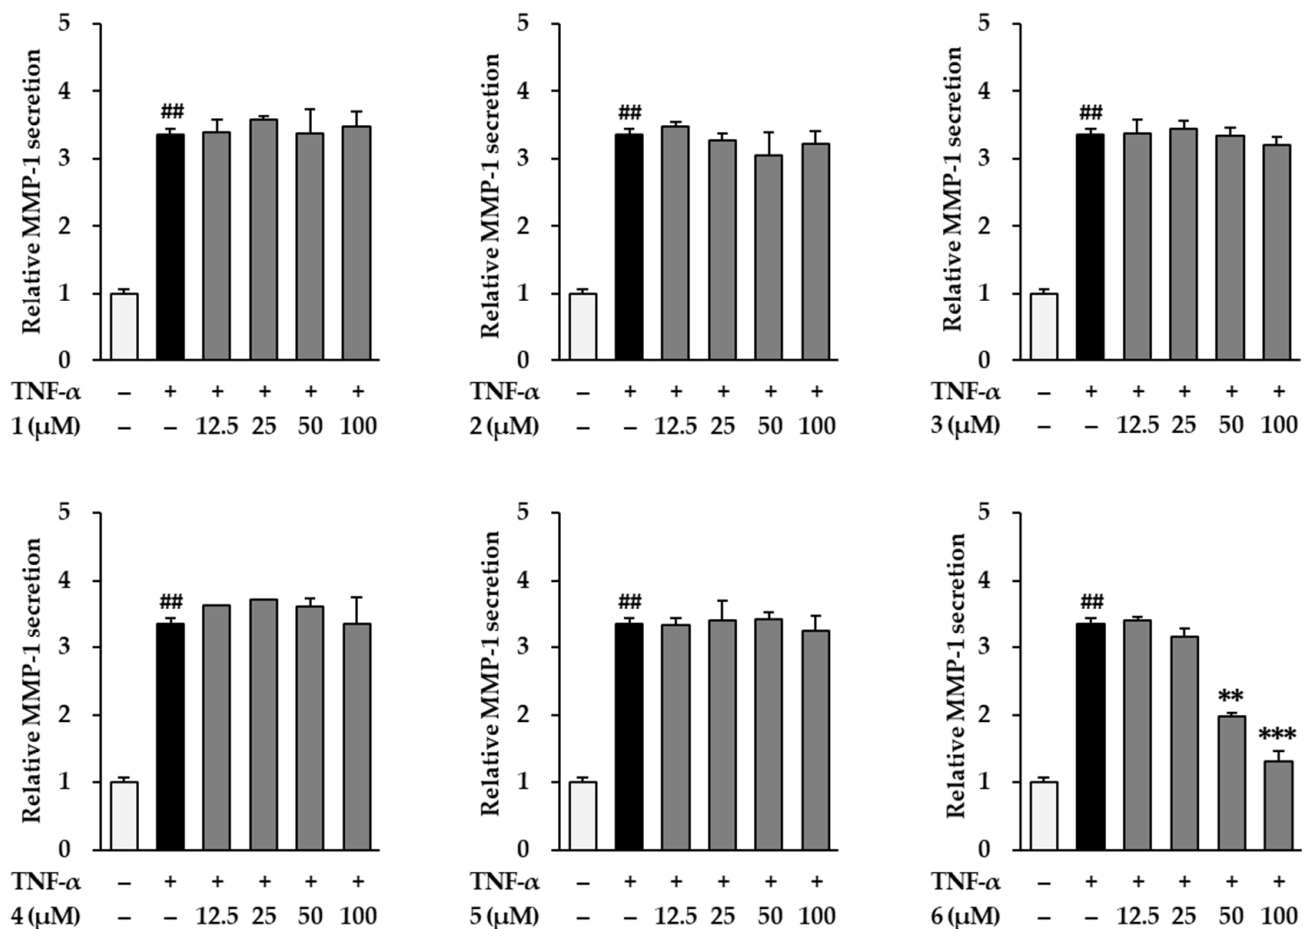 Relative MMP-1 secretion
5
4
3
2
1
0
##
TNF-α – + + + + +
1 (μM) – – 12.5 25 50 100
Relative MMP-1 secretion
5
4
3
2
1
0
##
TNF-α – + + + + +
2 (μM) – – 12.5 25 50 100
Relative MMP-1 secretion
5
4
3
2
1
0
##
TNF-α – + + + + +
3 (μM) – – 12.5 25 50 100
Relative MMP-1 secretion
5
4
3
2
1
0
##
TNF-α – + + + + +
4 (μM) – – 12.5 25 50 100
Relative MMP-1 secretion
5
4
3
2
1
0
##
TNF-α – + + + + +
5 (μM) – – 12.5 25 50 100
Relative MMP-1 secretion
5
4
3
2
1
0
##
**
***
TNF-α – + + + + +
6 (μM) – – 12.5 25 50 100